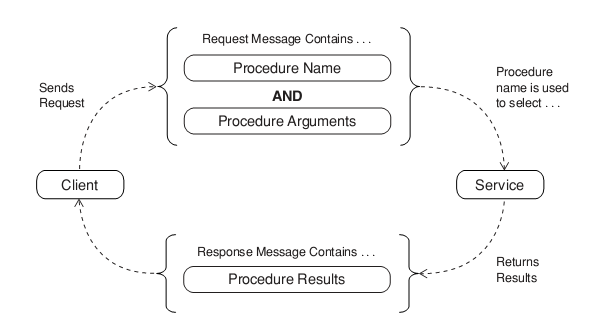 Request Message Contains . . .
Procedure Name
AND
Procedure Arguments
Sends
Request
Procedure
name is used
to select . . .
Client
Service
Response Message Contains . . .
Procedure Results
Returns
Results